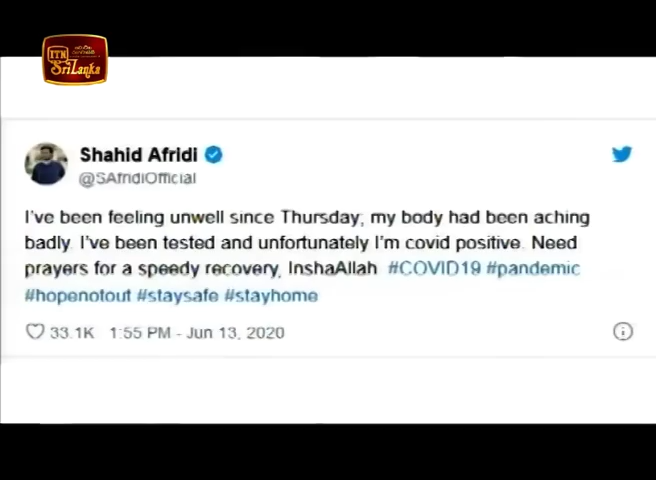 ITN
Sri Lanka
Shahid Afridi
@SAfridiOfficial
I've been feeling unwell since Thursday; my body had been aching
badly. I've been tested and unfortunately I'm covid positive. Need
prayers for a speedy recovery, InshaAllah #COVID19 #pandemic
#hopenotout #staysafe #stayhome
33.1K 1:55 PM - Jun 13, 2020